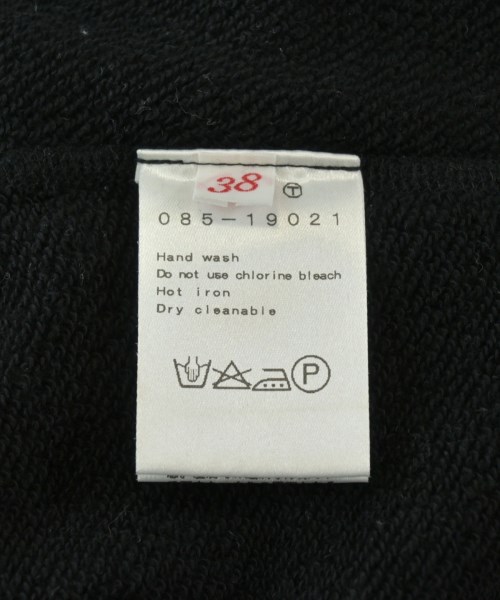 38
Ⓣ
085-19021
Hand wash
Do not use chlorine bleach
Hot iron
Dry cleanable
P